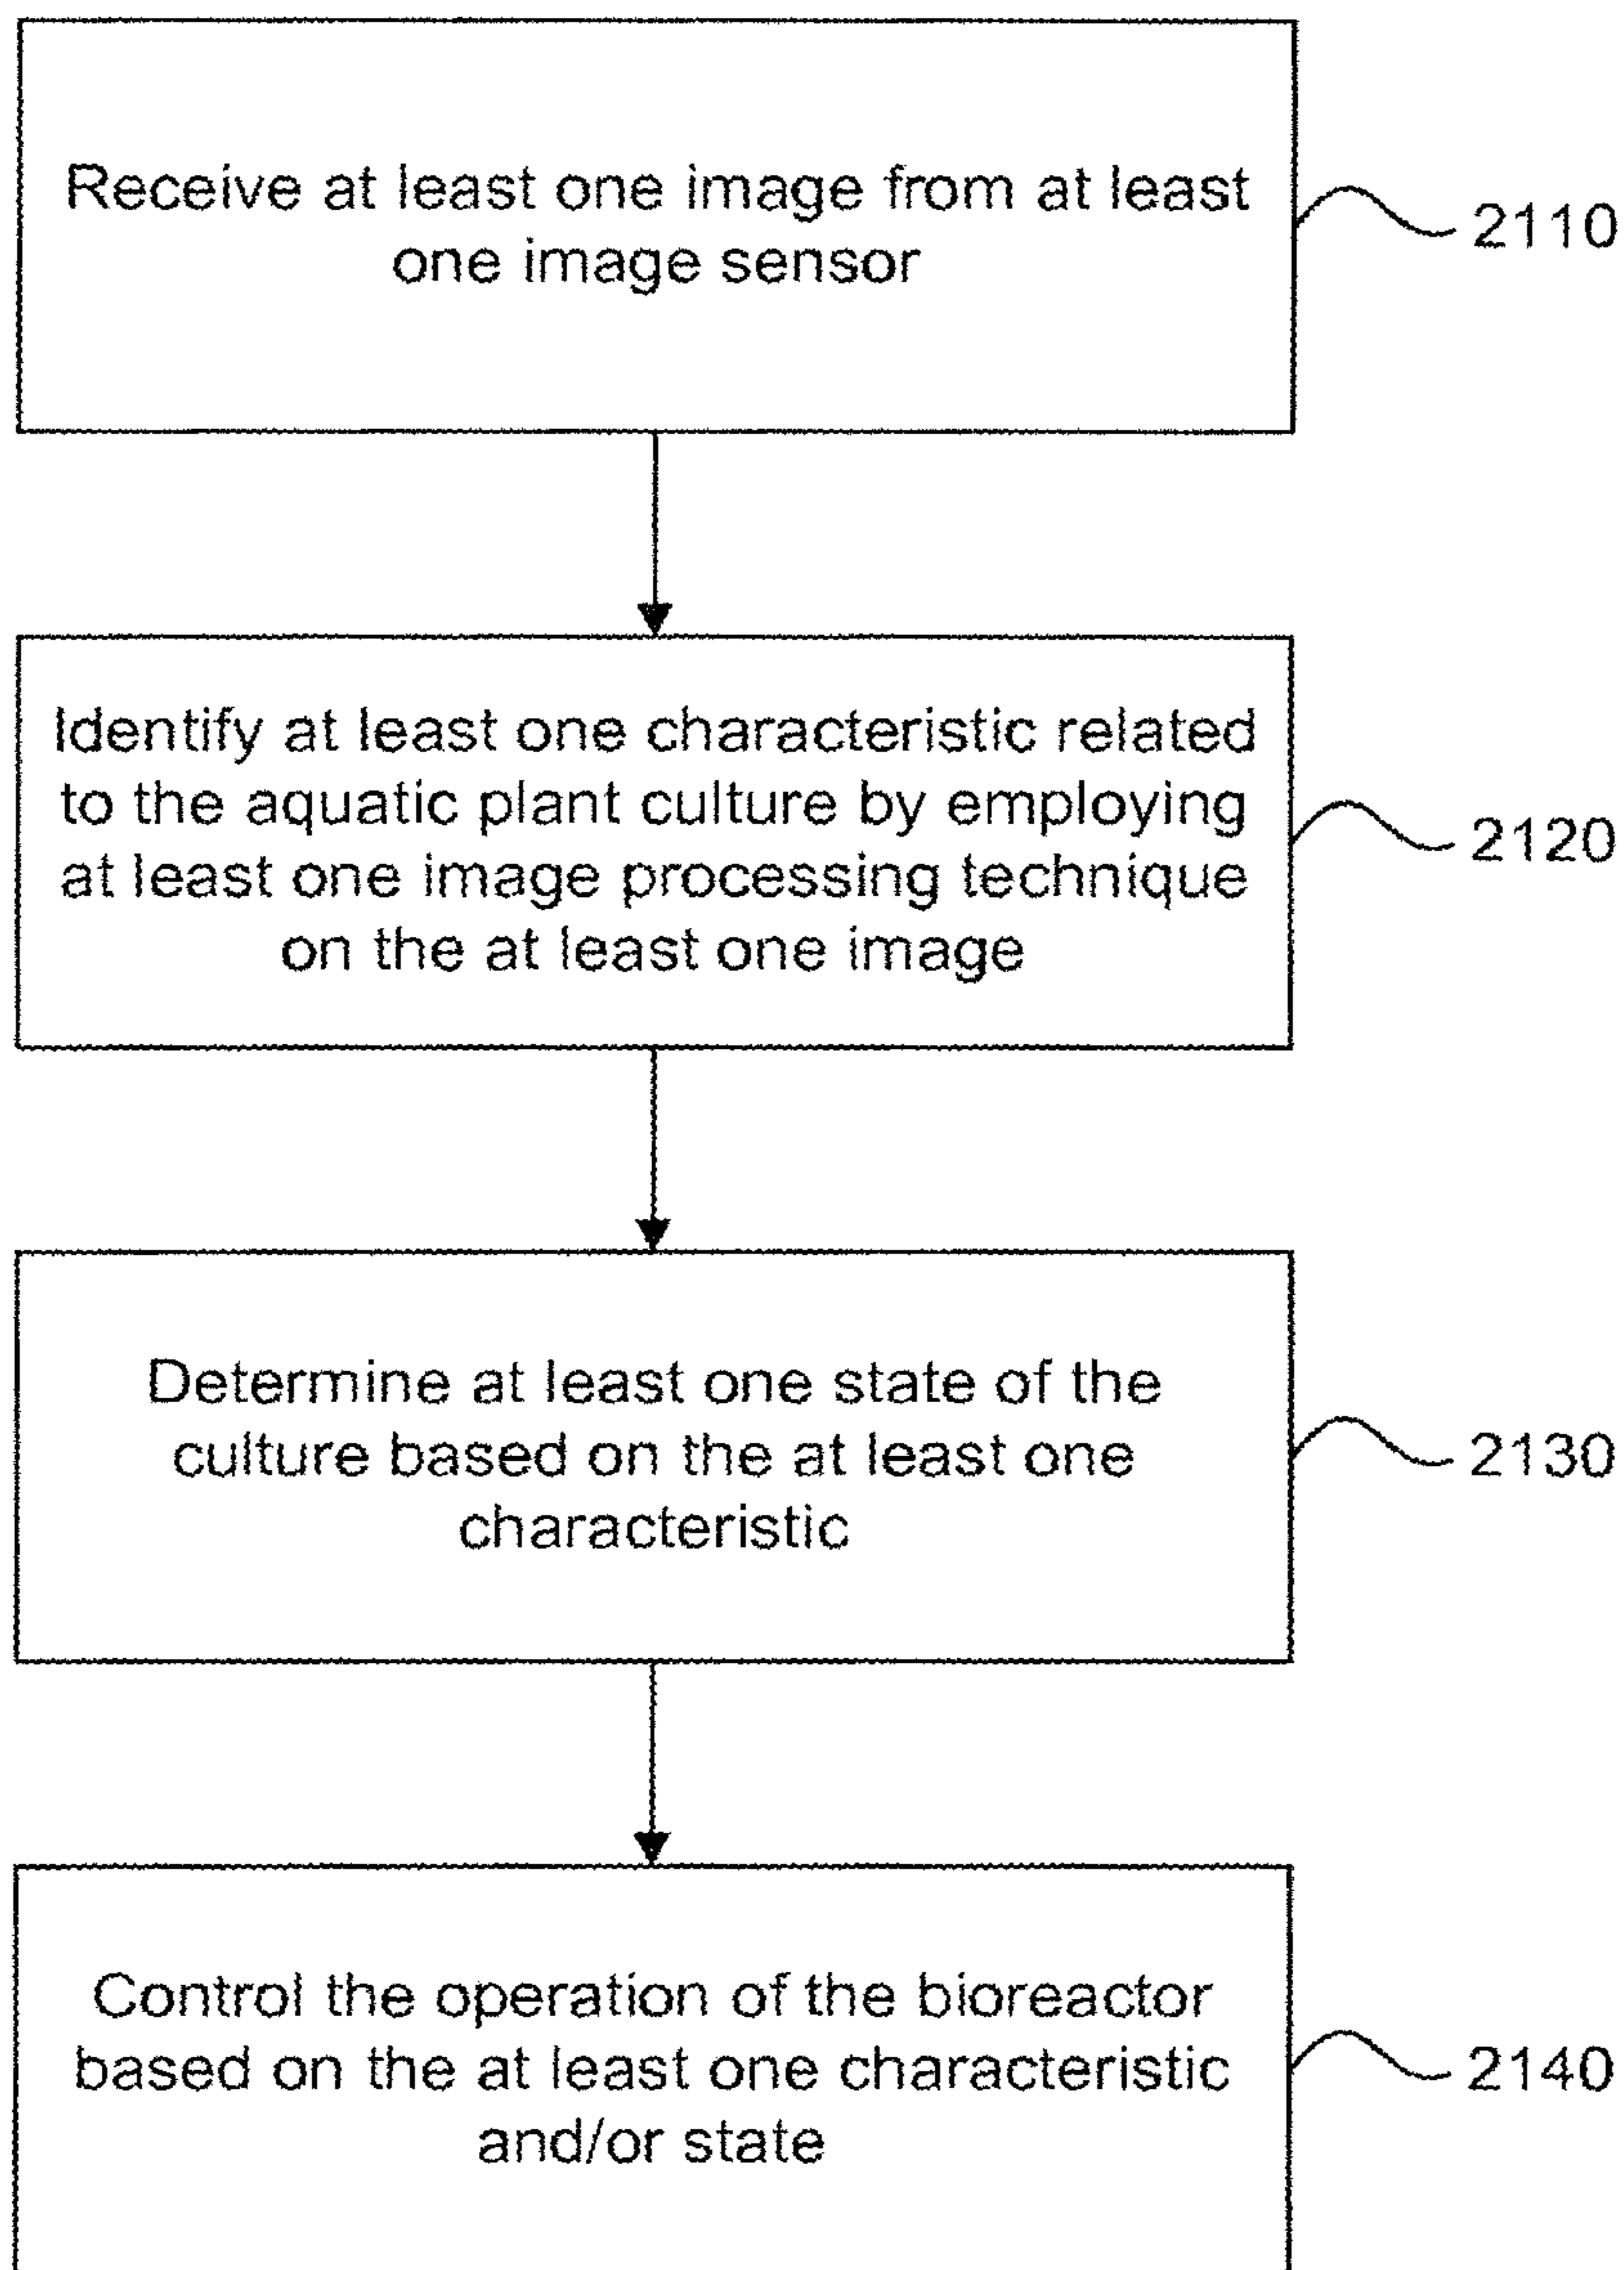 Receive at least one image from at least
one image sensor
2110
Identify at least one characteristic related
to the aquatic plant culture by employing
at least one image processing technique
on the at least one image
2120
Determine at least one state of the
culture based on the at least one
characteristic
2130
Control the operation of the bioreactor
based on the at least one characteristic
and/or state
2140